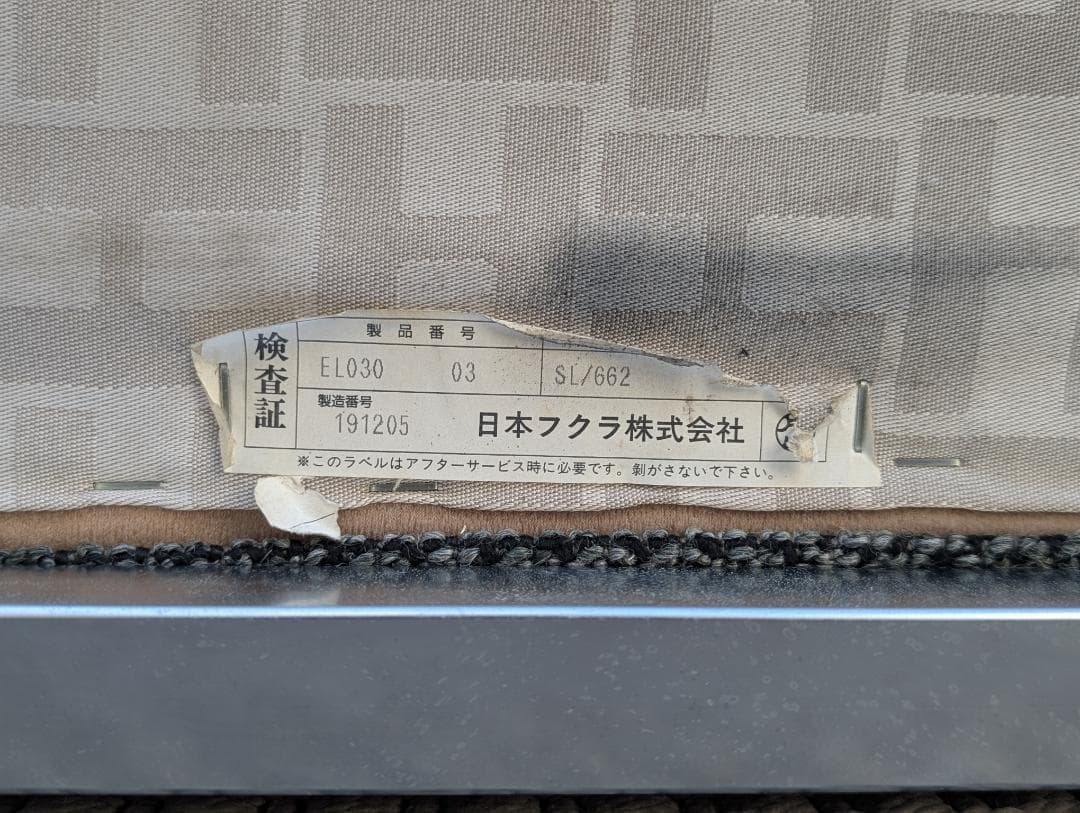 検査証
製品番号
EL030 03 SL/662
製造番号
191205 日本フクラ株式会社
※このラベルはアフターサービス時に必要です。剝がさないで下さい。